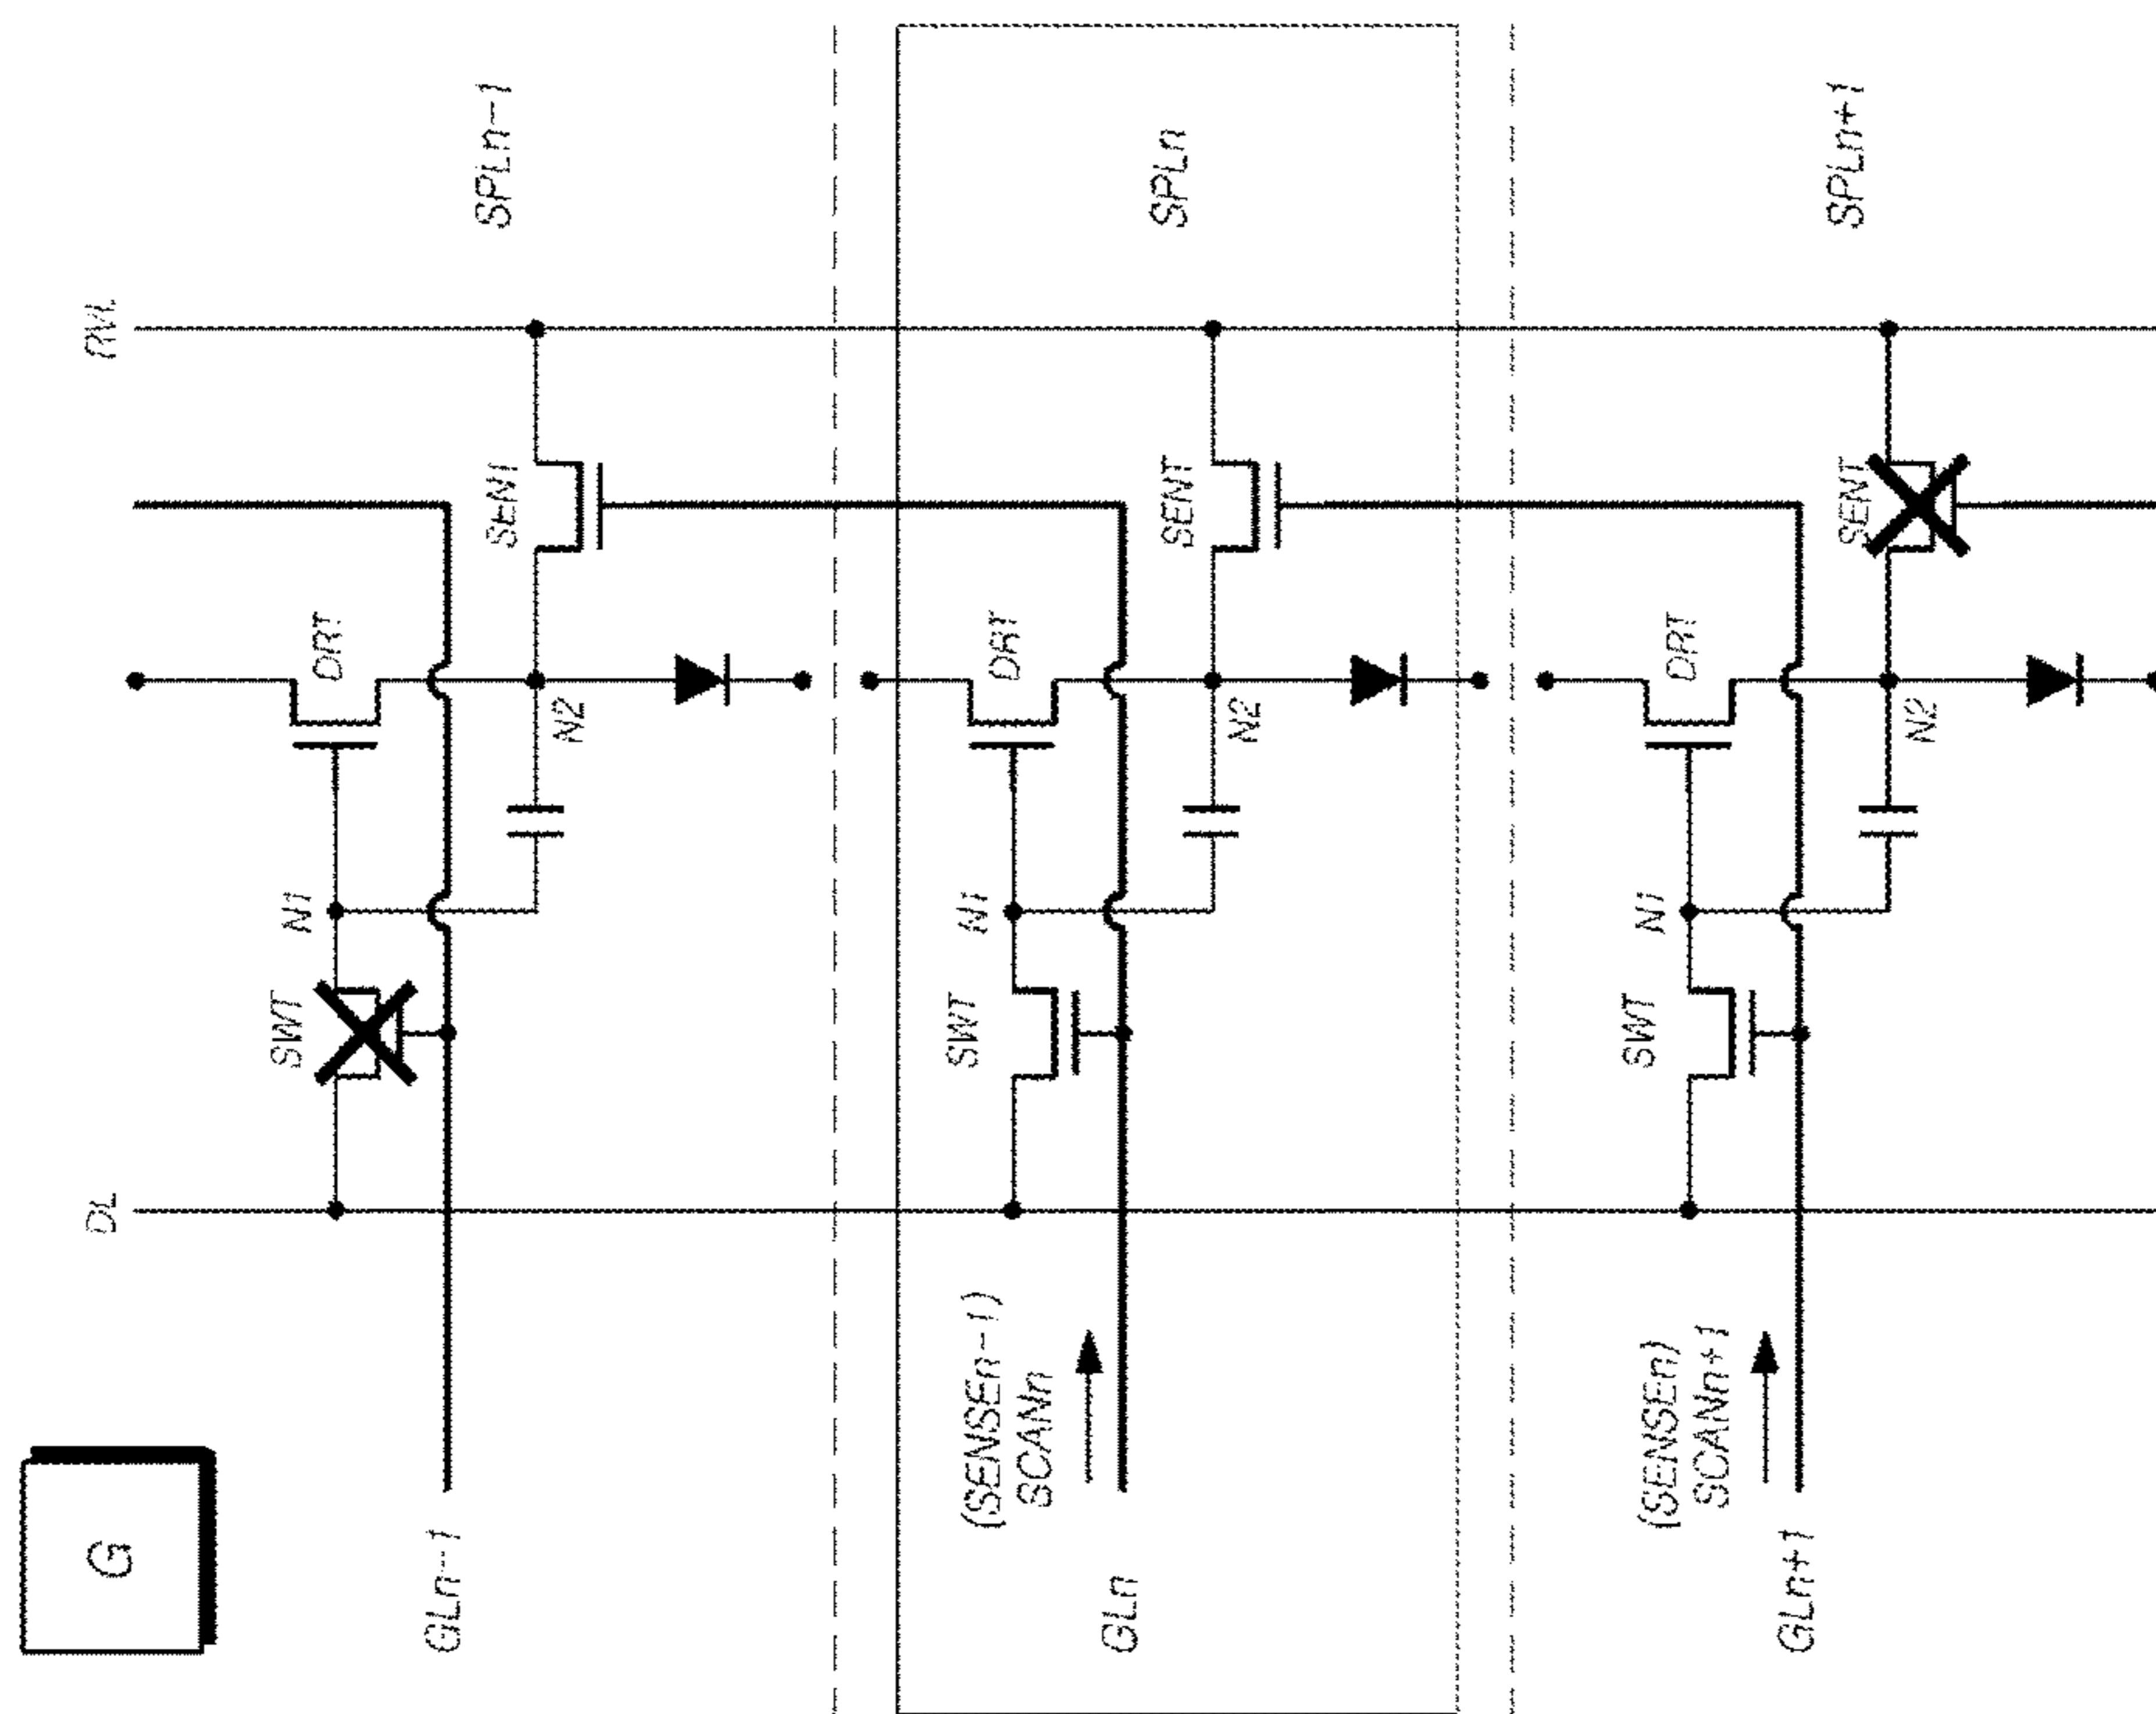 G
GLn-1
DL
SWT
N1
DRT
N2
SENT
RVL
SPLn-1
GLn
(SENSEn-1)
SCANn
SWT
N1
DRT
N2
SENT
SPLn
GLn+1
(SENSEn)
SCANn+1
SWT
N1
DRT
N2
SENT
SPLn+1